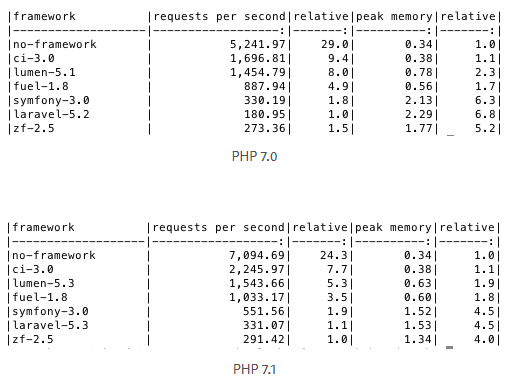 |framework |requests per second|relative|peak memory|relative|
|-------------------|------------------:|-------:|----------:|-------:|
|no-framework | 5,241.97| 29.0| 0.34| 1.0|
|ci-3.0 | 1,696.81| 9.4| 0.38| 1.1|
|lumen-5.1 | 1,454.79| 8.0| 0.78| 2.3|
|fuel-1.8 | 887.94| 4.9| 0.56| 1.7|
|symfony-3.0 | 330.19| 1.8| 2.13| 6.3|
|laravel-5.2 | 180.95| 1.0| 2.29| 6.8|
|zf-2.5 | 273.36| 1.5| 1.77| 5.2|
PHP 7.0
|framework |requests per second|relative|peak memory|relative|
|-------------------|------------------:|-------:|----------:|-------:|
|no-framework | 7,094.69| 24.3| 0.34| 1.0|
|ci-3.0 | 2,245.97| 7.7| 0.38| 1.1|
|lumen-5.3 | 1,543.66| 5.3| 0.63| 1.9|
|fuel-1.8 | 1,033.17| 3.5| 0.60| 1.8|
|symfony-3.0 | 551.56| 1.9| 1.52| 4.5|
|laravel-5.3 | 331.07| 1.1| 1.53| 4.5|
|zf-2.5 | 291.42| 1.0| 1.34| 4.0|
PHP 7.1